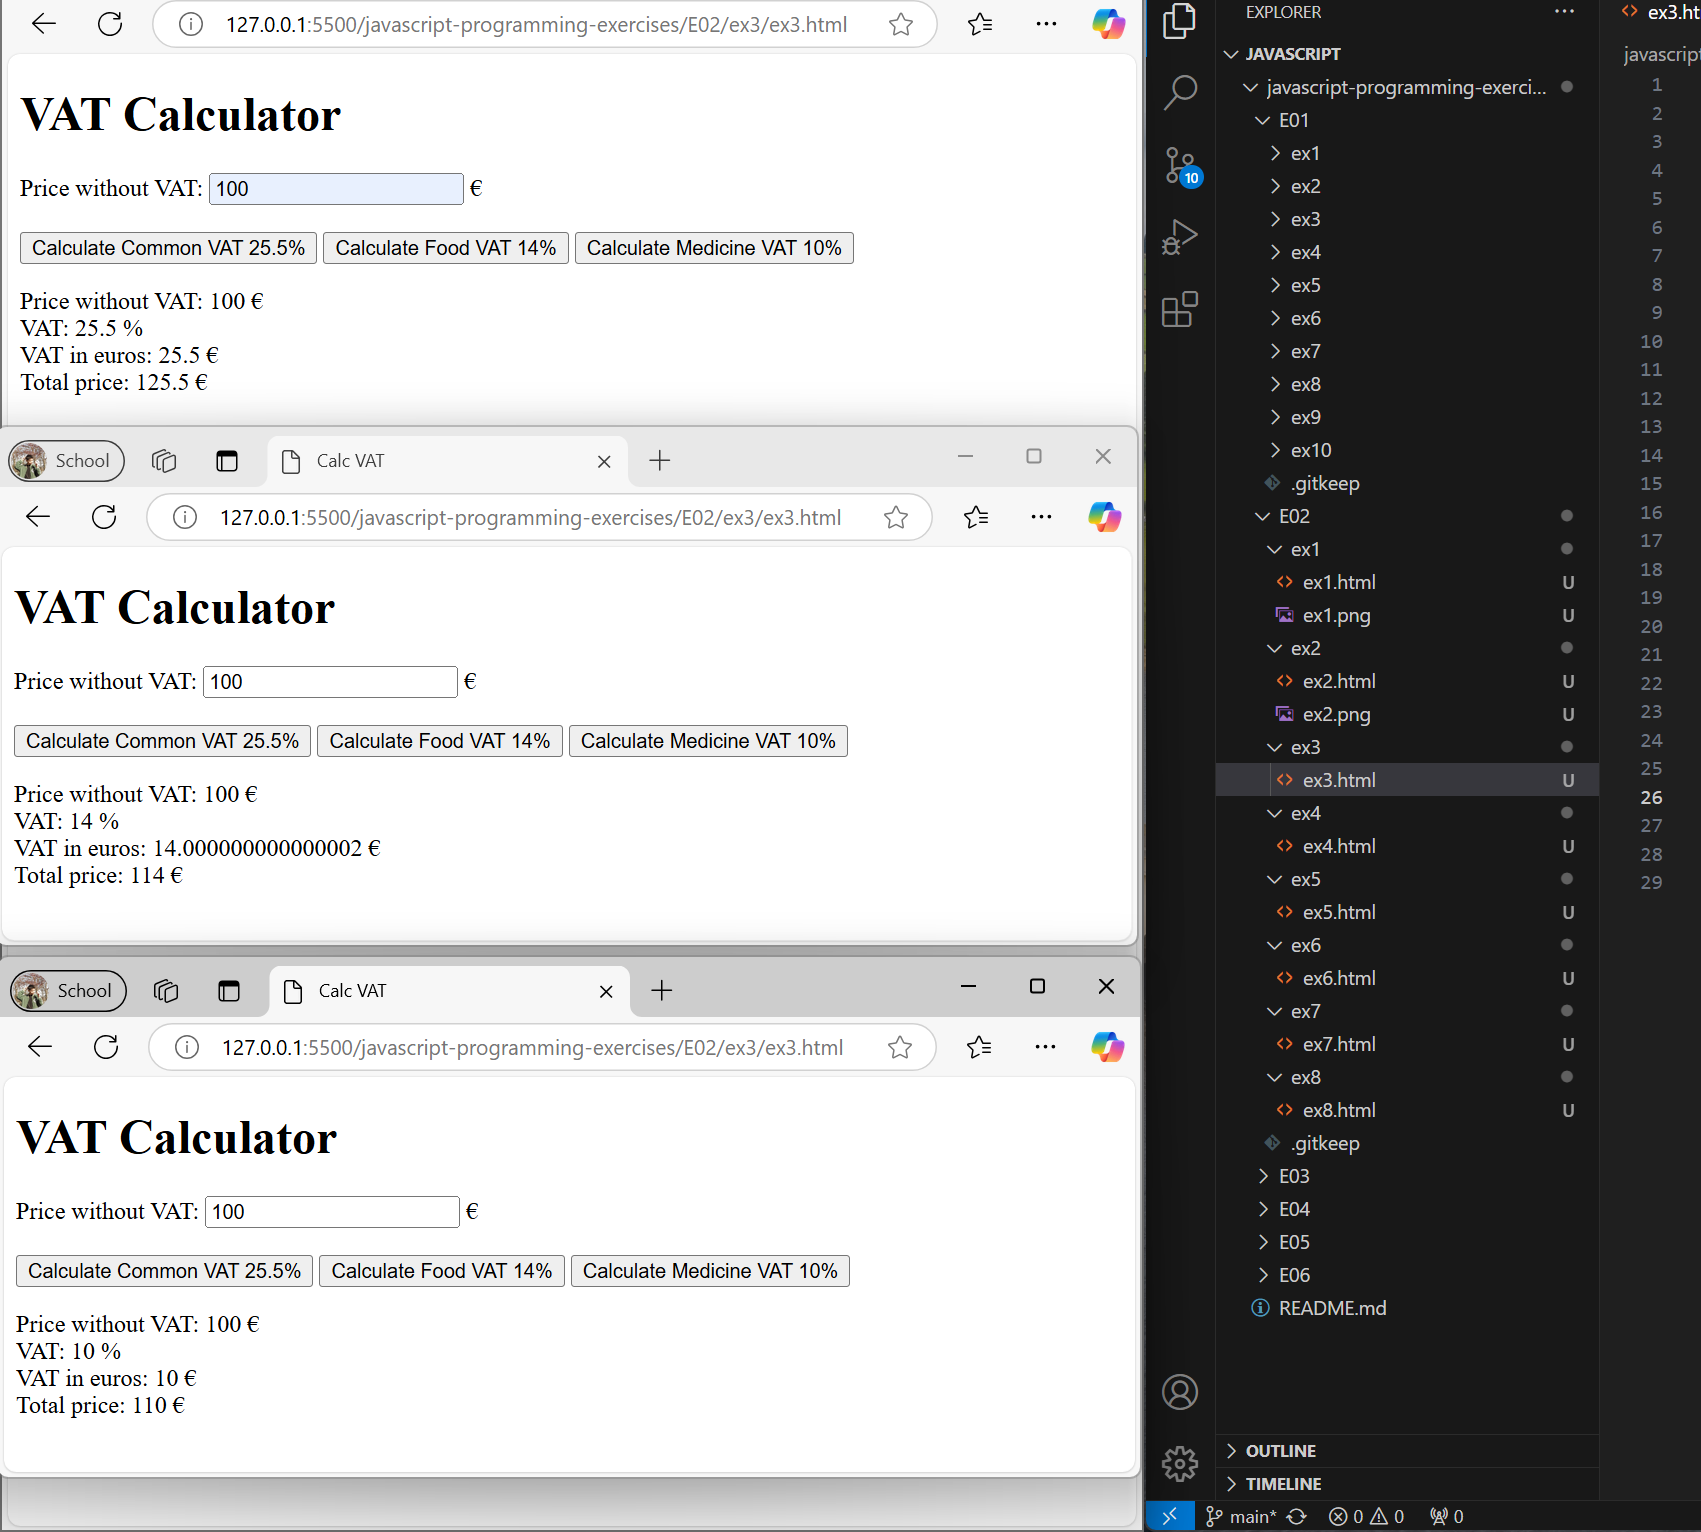 127.0.0.1:5500/javascript-programming-exercises/E02/ex3/ex3.html
VAT Calculator
Price without VAT: 100 €
Calculate Common VAT 25.5% Calculate Food VAT 14% Calculate Medicine VAT 10%
Price without VAT: 100 €
VAT: 25.5 %
VAT in euros: 25.5 €
Total price: 125.5 €
School Calc VAT
127.0.0.1:5500/javascript-programming-exercises/E02/ex3/ex3.html
VAT Calculator
Price without VAT: 100 €
Calculate Common VAT 25.5% Calculate Food VAT 14% Calculate Medicine VAT 10%
Price without VAT: 100 €
VAT: 14 %
VAT in euros: 14.000000000000002 €
Total price: 114 €
School Calc VAT
127.0.0.1:5500/javascript-programming-exercises/E02/ex3/ex3.html
VAT Calculator
Price without VAT: 100 €
Calculate Common VAT 25.5% Calculate Food VAT 14% Calculate Medicine VAT 10%
Price without VAT: 100 €
VAT: 10 %
VAT in euros: 10 €
Total price: 110 €
10
EXPLORER
JAVASCRIPT
javascript-programming-exerci...
E01
ex1
ex2
ex3
ex4
ex5
ex6
ex7
ex8
ex9
ex10
.gitkeep
E02
ex1
ex1.html U
ex1.png U
ex2
ex2.html U
ex2.png U
ex3
ex3.html U
ex4
ex4.html U
ex5
ex5.html U
ex6
ex6.html U
ex7
ex7.html U
ex8
ex8.html U
.gitkeep
E03
E04
E05
E06
README.md
OUTLINE
TIMELINE
main* 0 0 0
ex3.ht
javascript
1
2
3
4
5
6
7
8
9
10
11
12
13
14
15
16
17
18
19
20
21
22
23
24
25
26
27
28
29